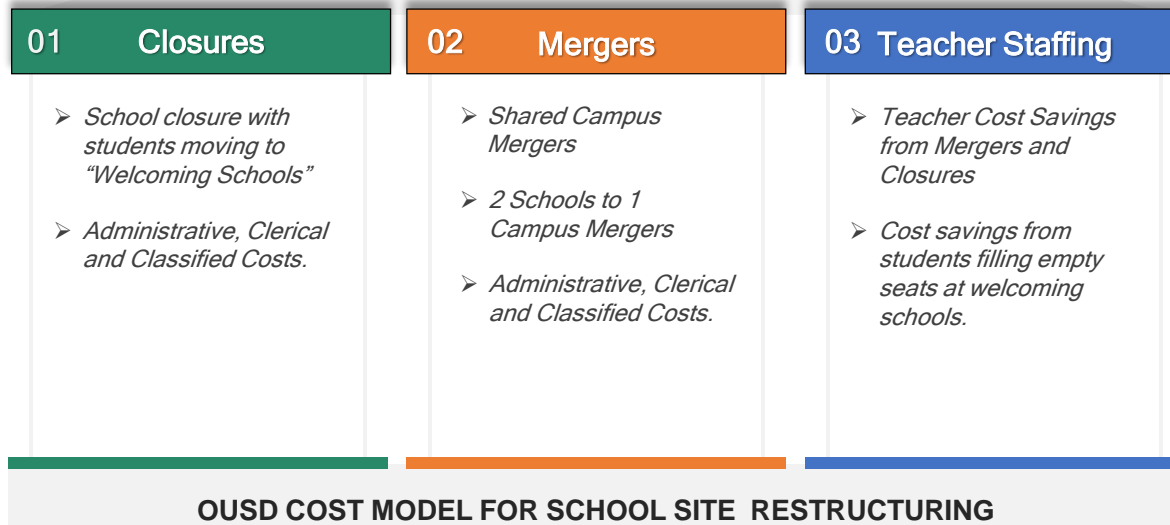 01 Closures
➢ School closure with
students moving to
“Welcoming Schools”
➢ Administrative, Clerical
and Classified Costs.
02 Mergers
➢ Shared Campus
Mergers
➢ 2 Schools to 1
Campus Mergers
➢ Administrative, Clerical
and Classified Costs.
03 Teacher Staffing
➢ Teacher Cost Savings
from Mergers and
Closures
➢ Cost savings from
students filling empty
seats at welcoming
schools.
OUSD COST MODEL FOR SCHOOL SITE RESTRUCTURING